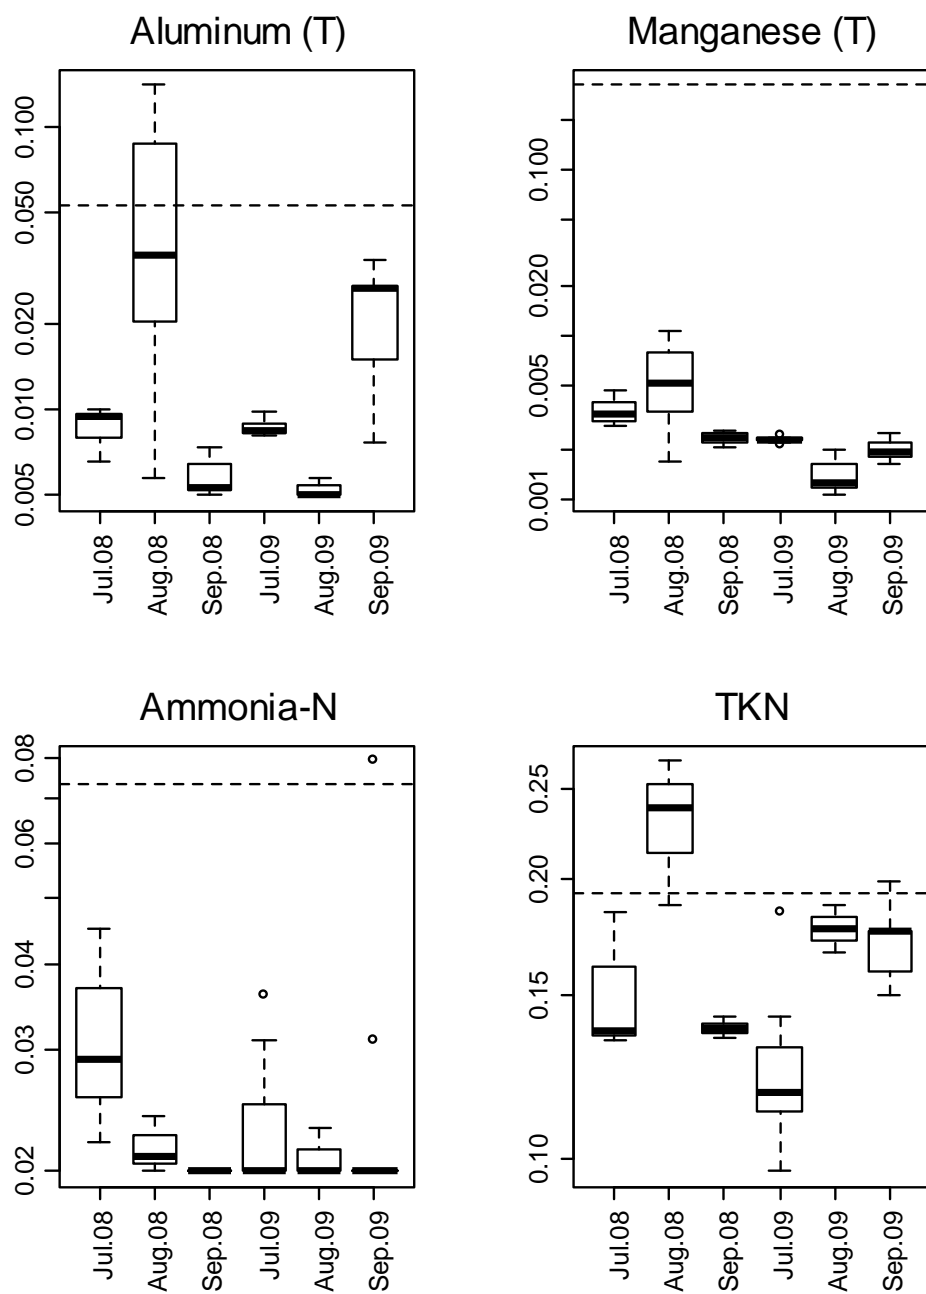 Aluminum (T)
0.100
0.050
0.020
0.010
0.005
Jul.08
Aug.08
Sep.08
Jul.09
Aug.09
Sep.09
Manganese (T)
0.100
0.020
0.005
0.001
Jul.08
Aug.08
Sep.08
Jul.09
Aug.09
Sep.09
Ammonia-N
0.08
0.06
0.04
0.03
0.02
Jul.08
Aug.08
Sep.08
Jul.09
Aug.09
Sep.09
TKN
0.25
0.20
0.15
0.10
Jul.08
Aug.08
Sep.08
Jul.09
Aug.09
Sep.09